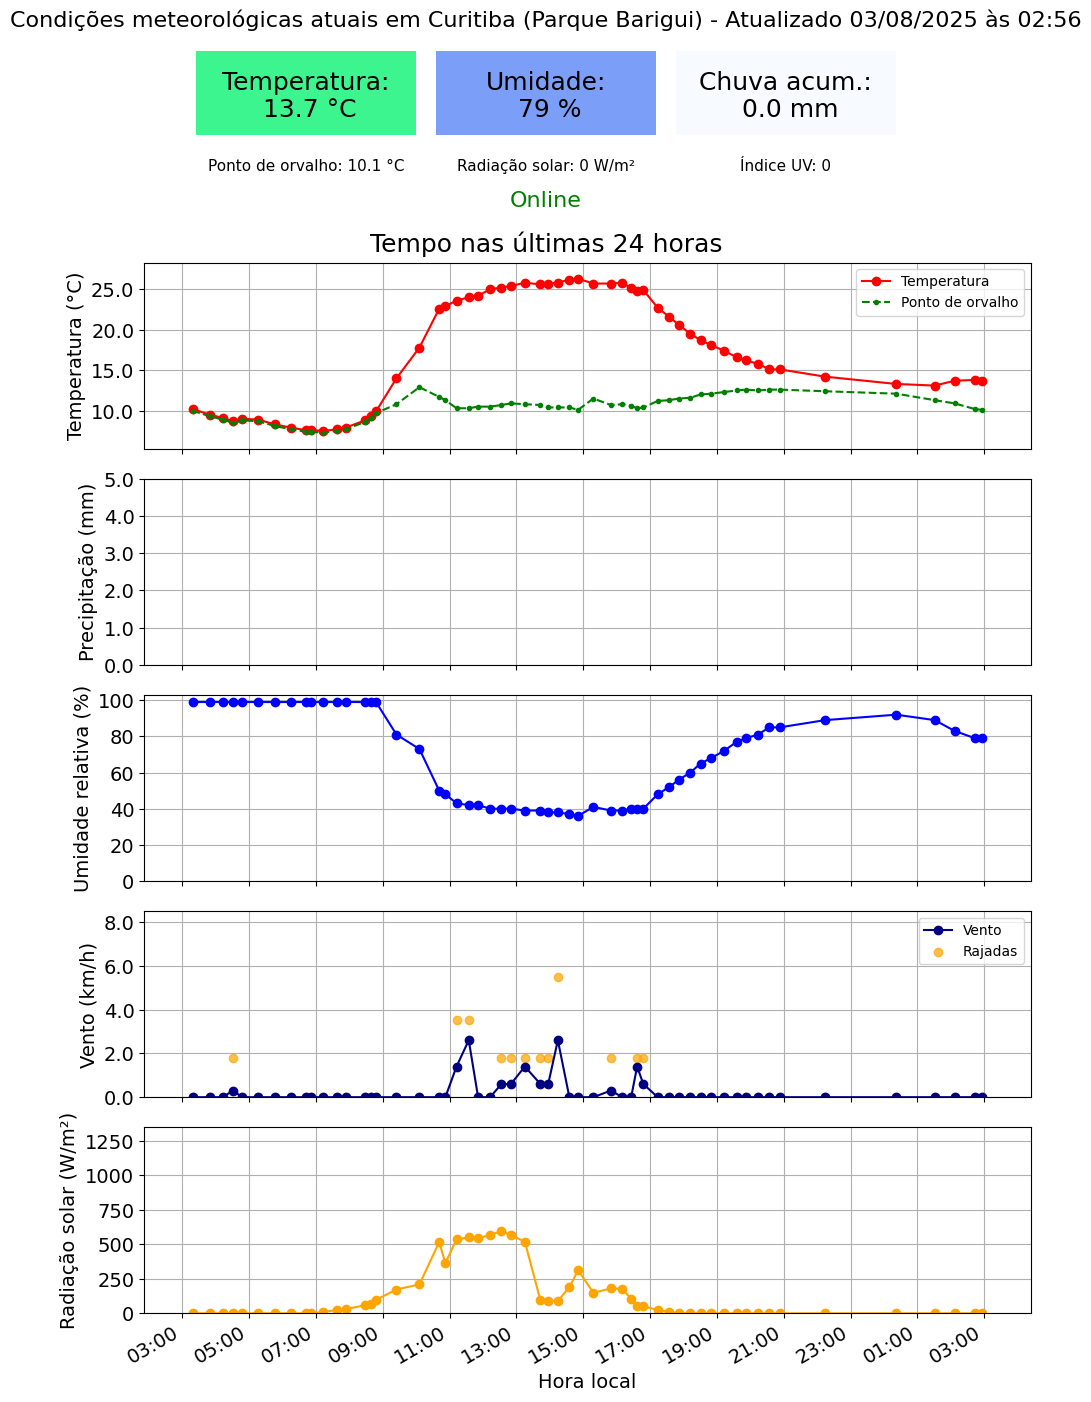 Condições meteorológicas atuais em Curitiba (Parque Barigui) - Atualizado 03/08/2025 às 02:56
Temperatura:
13.7 °C
Umidade:
79 %
Chuva acum.:
0.0 mm
Ponto de orvalho: 10.1 °C
Radiação solar: 0 W/m²
Índice UV: 0
Online
Tempo nas últimas 24 horas
Temperatura (°C)
25.0
20.0
15.0
10.0
Temperatura
Ponto de orvalho
Precipitação (mm)
5.0
4.0
3.0
2.0
1.0
0.0
Umidade relativa (%)
100
80
60
40
20
0
Vento (km/h)
8.0
6.0
4.0
2.0
0.0
Vento
Rajadas
Radiação solar (W/m²)
1250
1000
750
500
250
0
03:00
05:00
07:00
09:00
11:00
13:00
15:00
17:00
19:00
21:00
23:00
01:00
03:00
Hora local